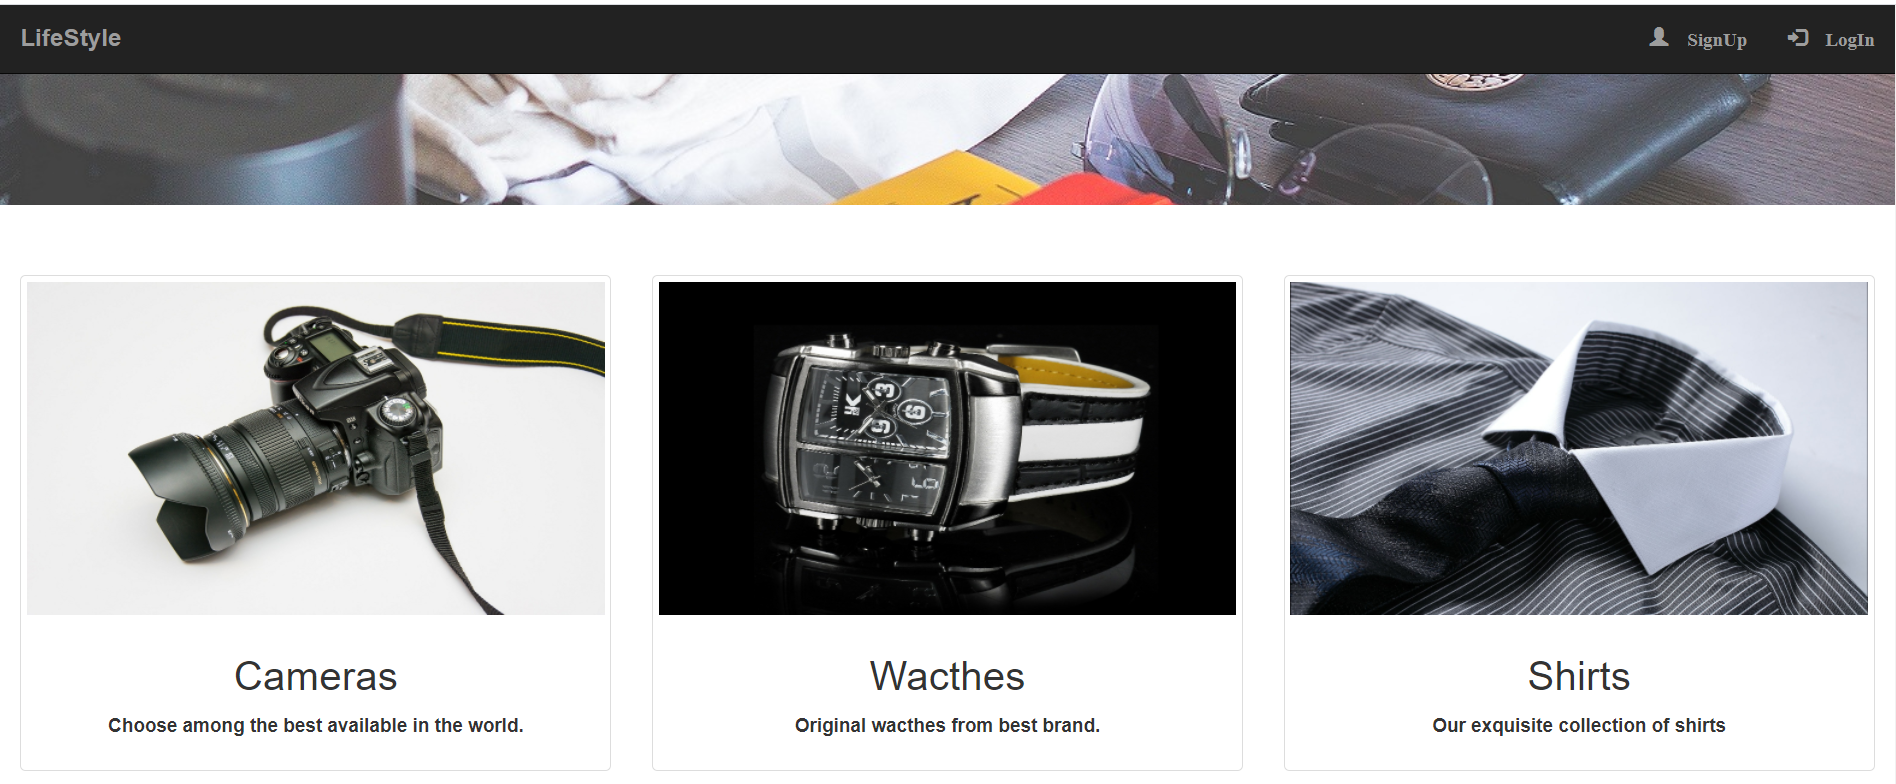 LifeStyle
SignUp LogIn
Cameras
Choose among the best available in the world.
Wacthes
Original wacthes from best brand.
Shirts
Our exquisite collection of shirts